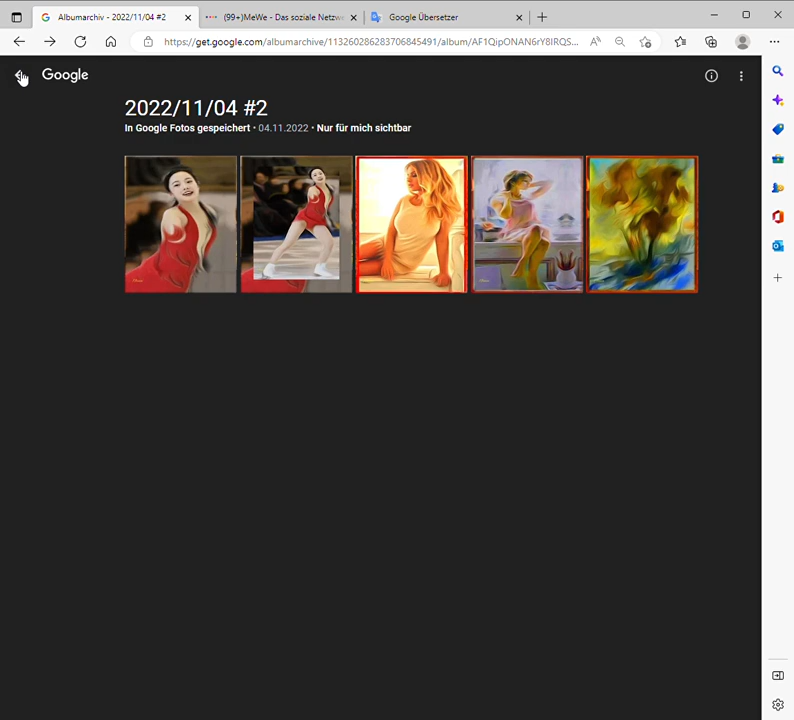 Albumarchiv - 2022/11/04 #2
(99+)MeWe - Das soziale Netzwe
Google Übersetzer
https://get.google.com/albumarchive/113260286283706845491/album/AF1QipONAN6rY8IRQS...
Google
2022/11/04 #2
In Google Fotos gespeichert • 04.11.2022 • Nur für mich sichtbar